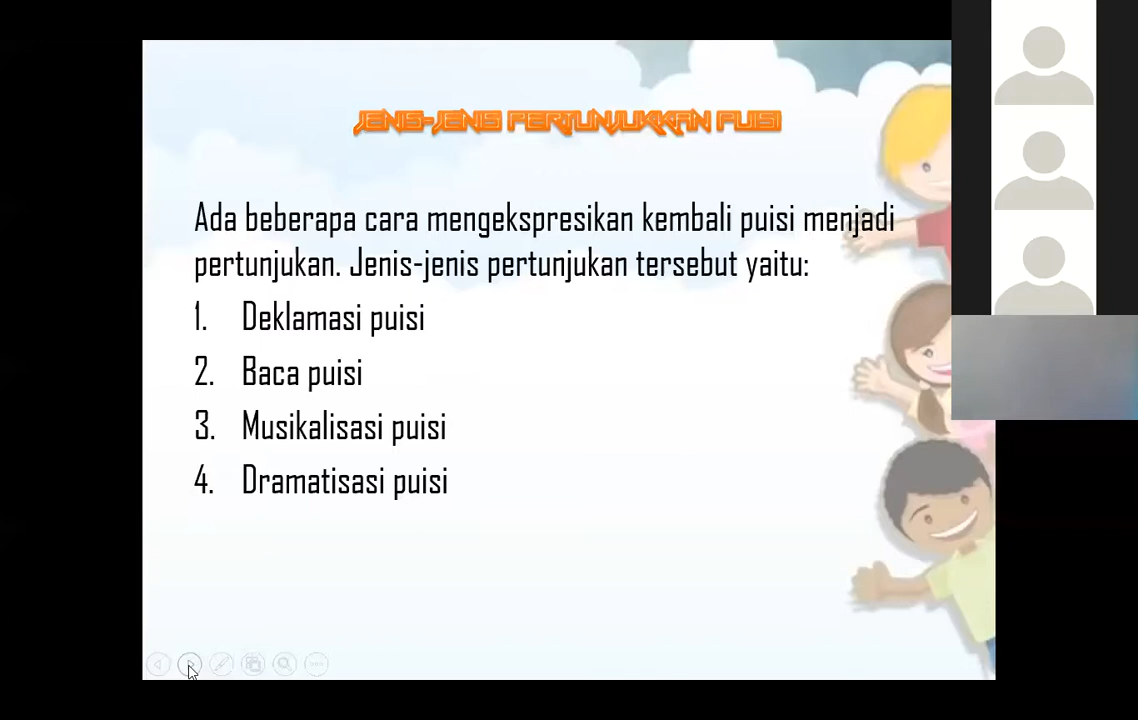 JENIS-JENIS PERTUNJUKKAN PUISI
Ada beberapa cara mengekspresikan kembali puisi menjadi
pertunjukan. Jenis-jenis pertunjukan tersebut yaitu:
1. Deklamasi puisi
2. Baca puisi
3. Musikalisasi puisi
4. Dramatisasi puisi